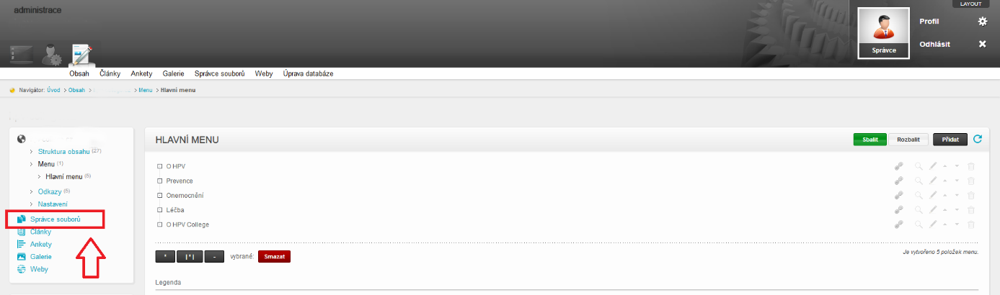 administrace
LAYOUT
Profil
Odhlásit
Správce
Obsah Články Ankety Galerie Správce souborů Weby Úprava databáze
Navigátor: Úvod > Obsah > > Menu > Hlavní menu
Struktura obsahu (27)
Menu (1)
Hlavní menu (5)
Odkazy (5)
Nastavení
Správce souborů
Články
Ankety
Galerie
Weby
HLAVNÍ MENU
Sbalit Rozbalit Přidat
O HPV
Prevence
Onemocnění
Léčba
O HPV College
* |*| - vybrané: Smazat
Je vytvořeno 5 položek menu.
Legenda